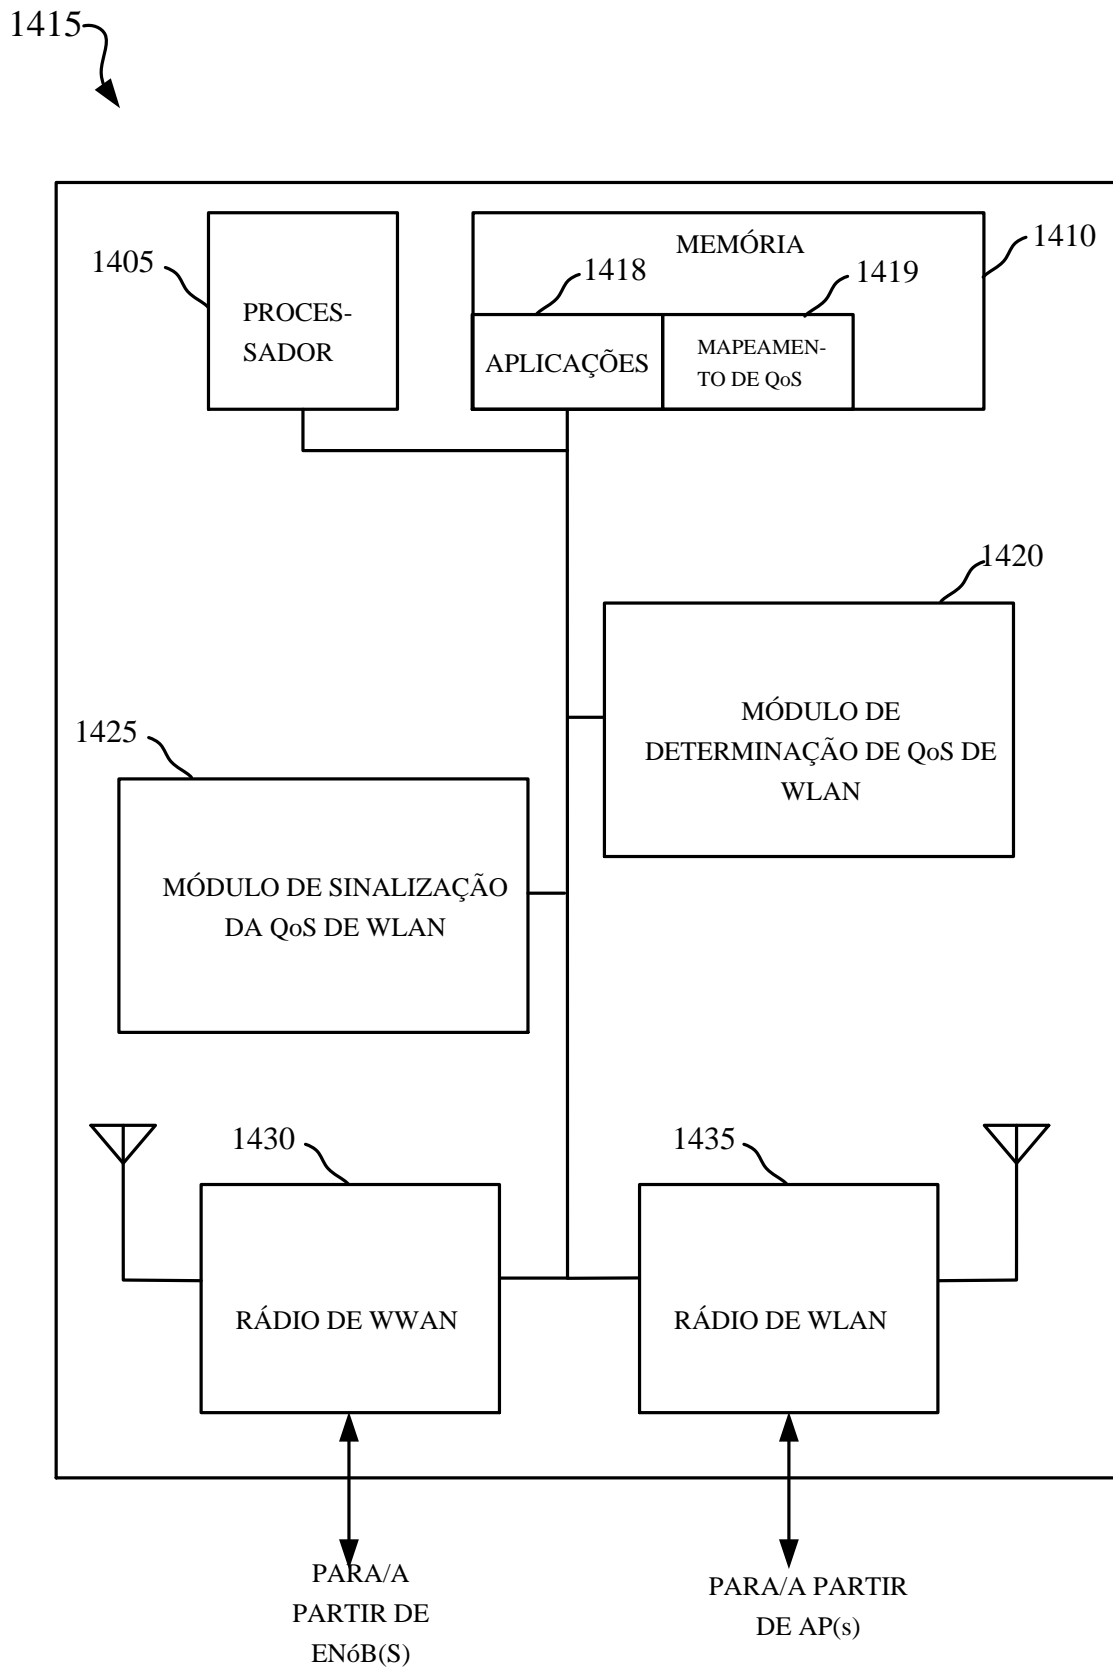 1415
MEMÓRIA
1410
1405
1418
1419
PROCES-
SADOR
APLICAÇÕES
MAPEAMEN-
TO DE QoS
1420
MÓDULO DE
DETERMINAÇÃO DE QoS DE
WLAN
1425
MÓDULO DE SINALIZAÇÃO
DA QoS DE WLAN
1430
1435
RÁDIO DE WWAN
RÁDIO DE WLAN
PARA/A
PARTIR DE
ENóB(S)
PARA/A PARTIR
DE AP(s)